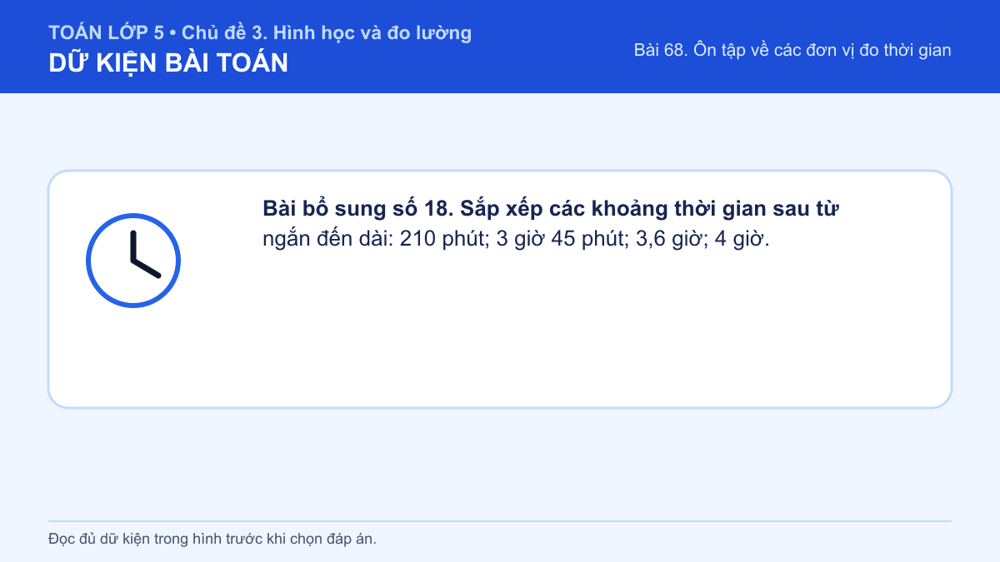 TOÁN LỚP 5 • Chủ đề 3. Hình học và đo lường
DỮ KIỆN BÀI TOÁN
Bài 68. Ôn tập về các đơn vị đo thời gian
Bài bổ sung số 18. Sắp xếp các khoảng thời gian sau từ
ngắn đến dài: 210 phút; 3 giờ 45 phút; 3,6 giờ; 4 giờ.
Đọc đủ dữ kiện trong hình trước khi chọn đáp án.